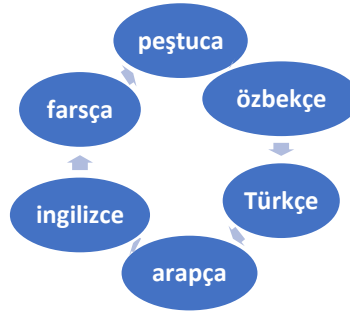 peştuca
özbekçe
Türkçe
arapça
ingilizce
farsça